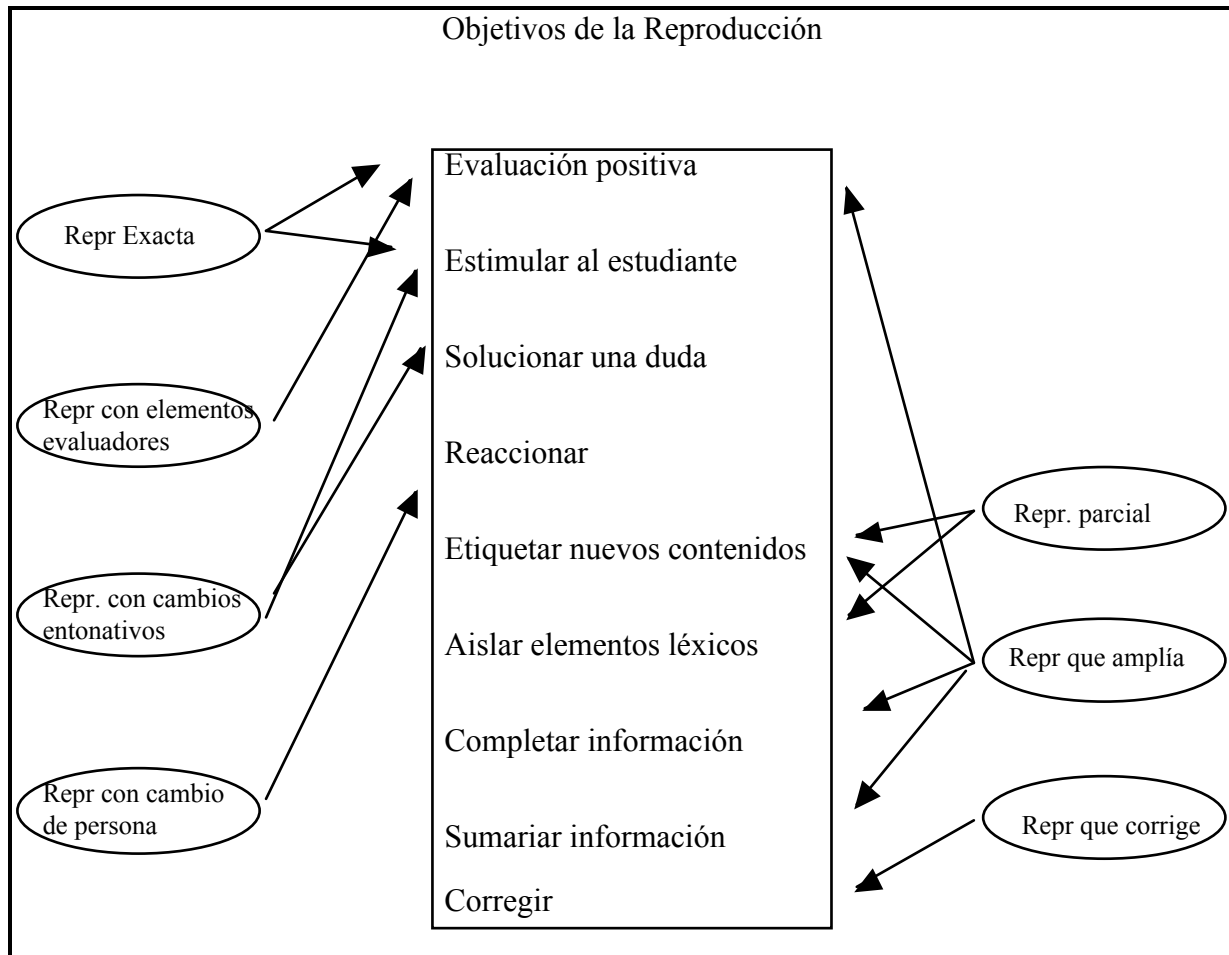 Objetivos de la Reproducción
Evaluación positiva
Repr Exacta
Estimular al estudiante
Solucionar una duda
Repr con elementos
evaluadores
Reaccionar
Repr. parcial
Etiquetar nuevos contenidos
Repr. con cambios
entonativos
Aislar elementos léxicos
Repr que amplía
Completar información
Repr con cambio
de persona
Sumariar información
Repr que corrige
Corregir